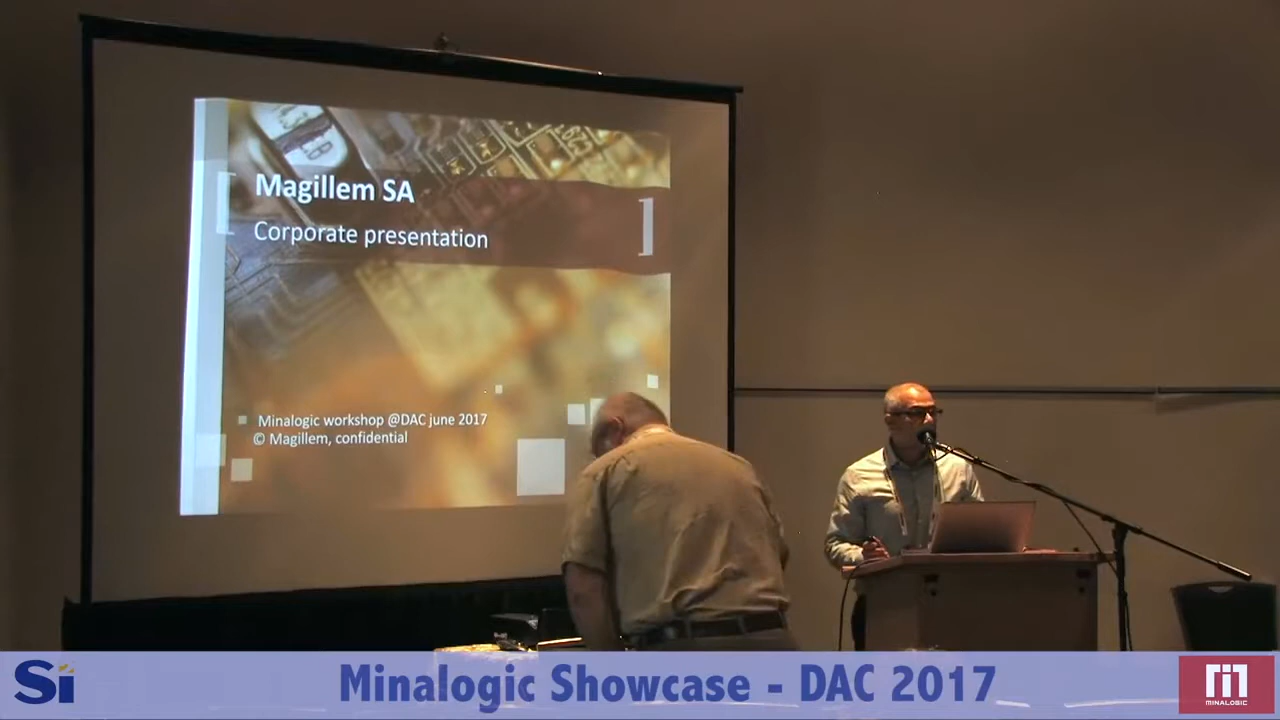 Magillem SA
Corporate presentation
Minalogic workshop @DAC june 2017
© Magillem, confidential
Si
Minalogic Showcase - DAC 2017
MINALOGIC